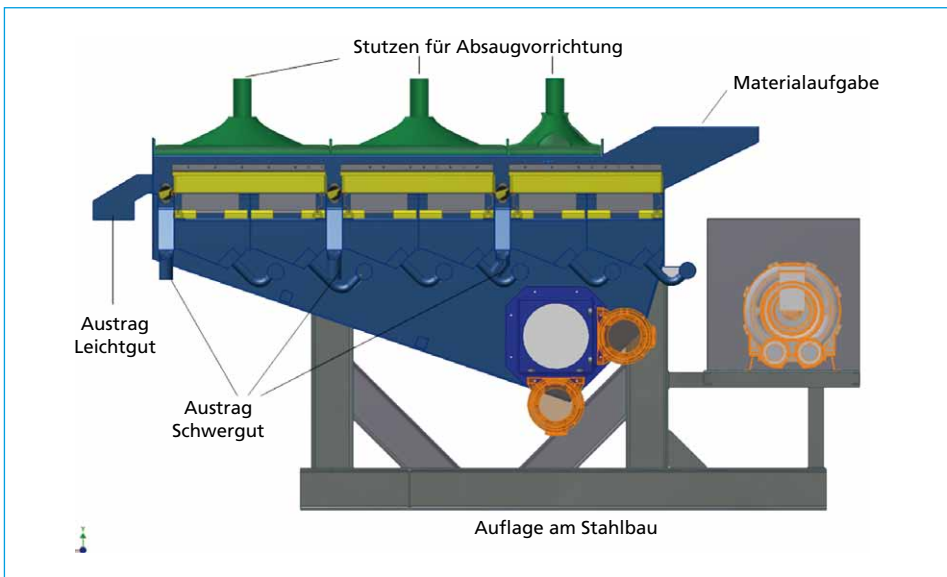 Stutzen für Absaugvorrichtung
Materialaufgabe
Austrag
Leichtgut
Austrag
Schwergut
Auflage am Stahlbau